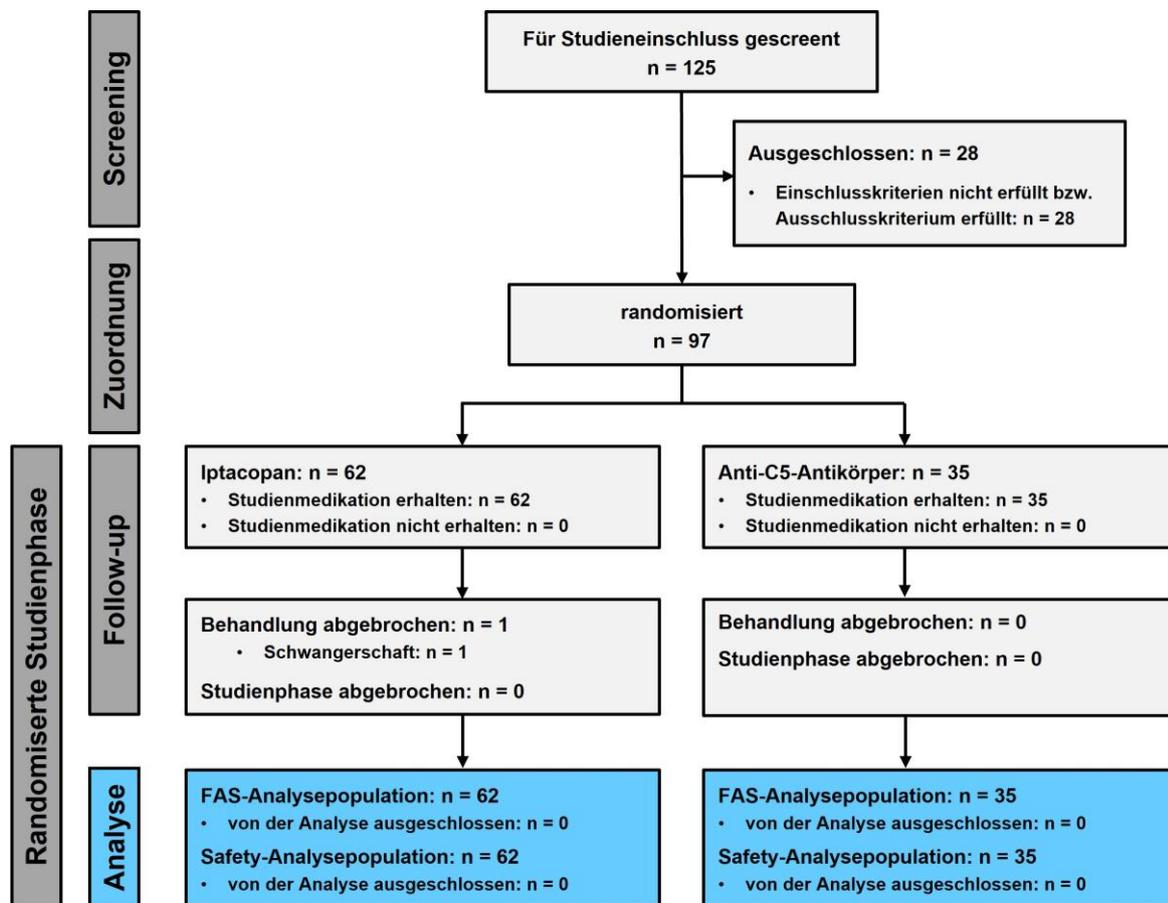 Screening
Für Studieneinschluss gescreent
n = 125
Ausgeschlossen: n = 28
• Einschlusskriterien nicht erfüllt bzw.
Ausschlusskriterium erfüllt: n = 28
Zuordnung
randomisiert
n = 97
Randomiserte Studienphase
Follow-up
Iptacopan: n = 62
• Studienmedikation erhalten: n = 62
• Studienmedikation nicht erhalten: n = 0
Anti-C5-Antikörper: n = 35
• Studienmedikation erhalten: n = 35
• Studienmedikation nicht erhalten: n = 0
Behandlung abgebrochen: n = 1
• Schwangerschaft: n = 1
Studienphase abgebrochen: n = 0
Behandlung abgebrochen: n = 0
Studienphase abgebrochen: n = 0
Analyse
FAS-Analysepopulation: n = 62
• von der Analyse ausgeschlossen: n = 0
Safety-Analysepopulation: n = 62
• von der Analyse ausgeschlossen: n = 0
FAS-Analysepopulation: n = 35
• von der Analyse ausgeschlossen: n = 0
Safety-Analysepopulation: n = 35
• von der Analyse ausgeschlossen: n = 0